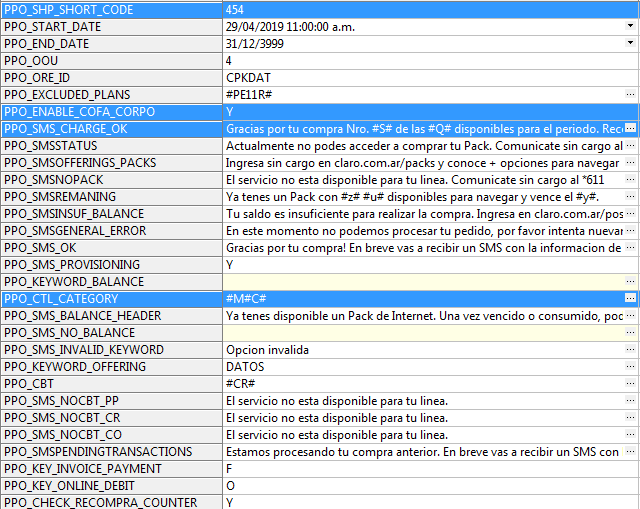 PPO_SHP_SHORT_CODE 454
PPO_START_DATE 29/04/2019 11:00:00 a.m.
PPO_END_DATE 31/12/3999
PPO_OOU 4
PPO_ORE_ID CPKDAT
PPO_EXCLUDED_PLANS #PE11R#
PPO_ENABLE_COFA_CORPO Y
PPO_SMS_CHARGE_OK Gracias por tu compra Nro. #S# de las #Q# disponibles para el periodo. Rec
PPO_SMSSTATUS Actualmente no podes acceder a comprar tu Pack. Comunicate sin cargo al
PPO_SMSOFFERINGS_PACKS Ingresa sin cargo en claro.com.ar/packs y conoce + opciones para navegar
PPO_SMSNOPACK El servicio no esta disponible para tu linea. Comunicate sin cargo al *611
PPO_SMSREMANING Ya tenes un Pack con #z# #u# disponibles para navegar y vence el #y#.
PPO_SMSINSUF_BALANCE Tu saldo es insuficiente para realizar la compra. Ingresa en claro.com.ar/pos
PPO_SMSGENERAL_ERROR En este momento no podemos procesar tu pedido, por favor intenta nuevar
PPO_SMS_OK Gracias por tu compra! En breve vas a recibir un SMS con la informacion de
PPO_SMS_PROVISIONING Y
PPO_KEYWORD_BALANCE
PPO_CTL_CATEGORY #M#C#
PPO_SMS_BALANCE_HEADER Ya tenes disponible un Pack de Internet. Una vez vencido o consumido, poc
PPO_SMS_NO_BALANCE
PPO_SMS_INVALID_KEYWORD Opcion invalida
PPO_KEYWORD_OFFERING DATOS
PPO_CBT #CR#
PPO_SMS_NOCBT_PP El servicio no esta disponible para tu linea.
PPO_SMS_NOCBT_CR El servicio no esta disponible para tu linea.
PPO_SMS_NOCBT_CO El servicio no esta disponible para tu linea.
PPO_SMSPENDINGTRANSACTIONS Estamos procesando tu compra anterior. En breve vas a recibir un SMS con
PPO_KEY_INVOICE_PAYMENT F
PPO_KEY_ONLINE_DEBIT O
PPO_CHECK_RECOMPRA_COUNTER Y